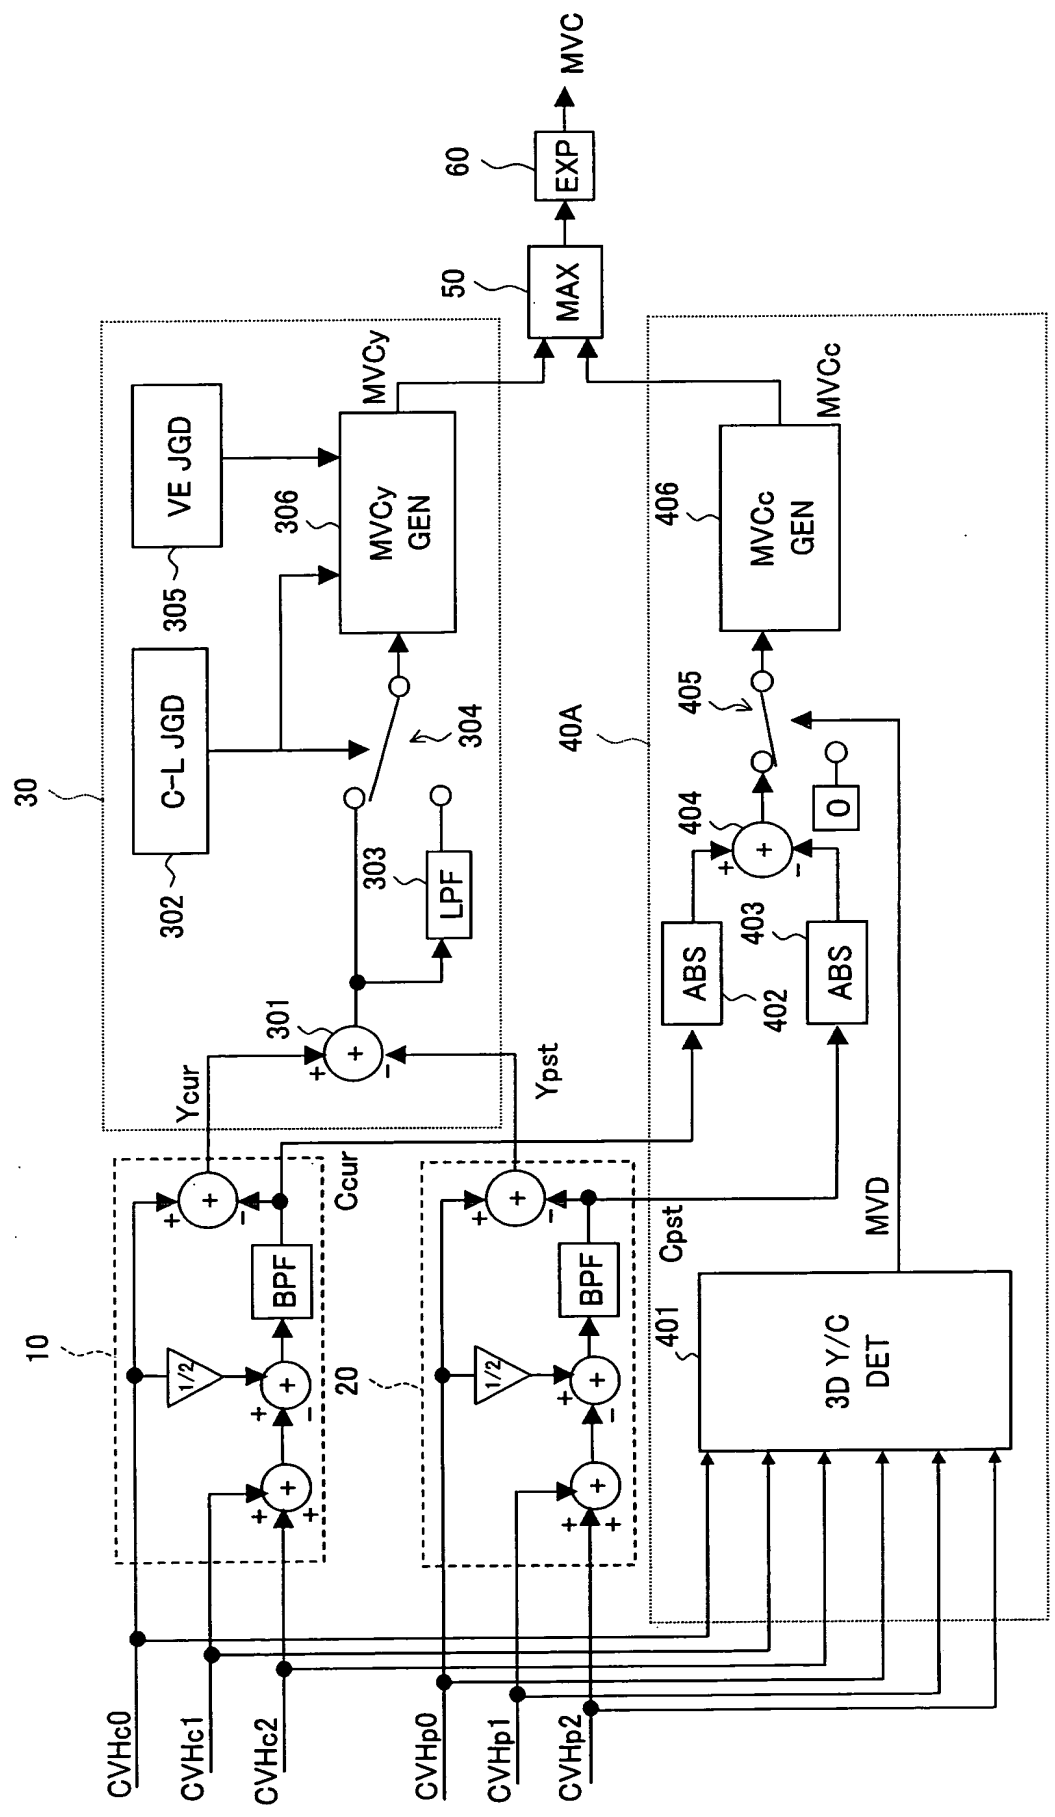 CVHc0
CVHc1
CVHc2
CVHp0
CVHp1
CVHp2
10
1/2
+
+
+
+
-
+
BPF
+
-
+
Ycur
Ccur
20
1/2
+
+
+
+
-
+
BPF
+
-
+
Ypst
Cpst
30
302
C-L JGD
305
VE JGD
301
+
-
+
303
LPF
304
306
MVCy
GEN
MVCy
40A
401
3D Y/C
DET
MVD
402
ABS
403
ABS
404
+
-
+
0
405
406
MVCc
GEN
MVCc
50
MAX
60
EXP
MVC